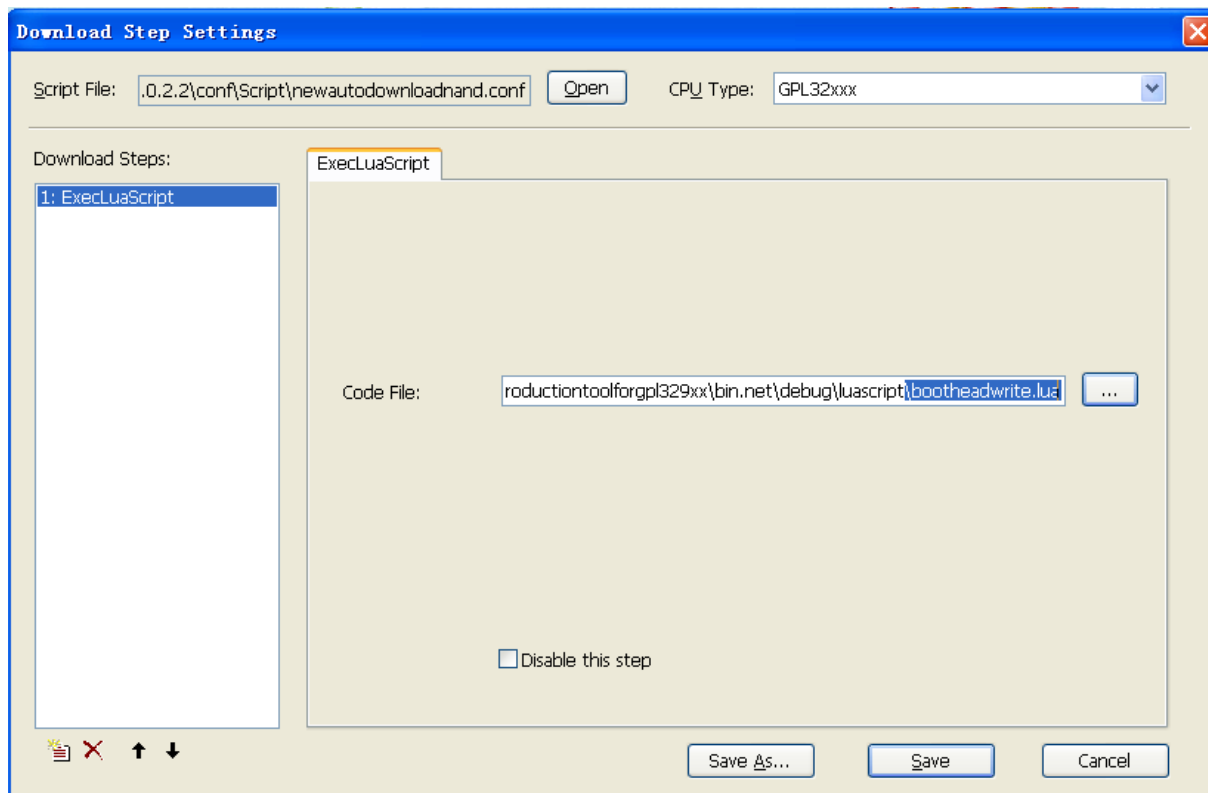 Download Step Settings
Script File: .0.2.2\conf\Script\newautodownloadnand.conf Open CPU Type: GPL32xxx
Download Steps:
ExecLuaScript
1: ExecLuaScript
Code File: roductiontoolforgpl329xx\bin.net\debug\luascript\bootheadwrite.lua ...
Disable this step
Save As... Save Cancel